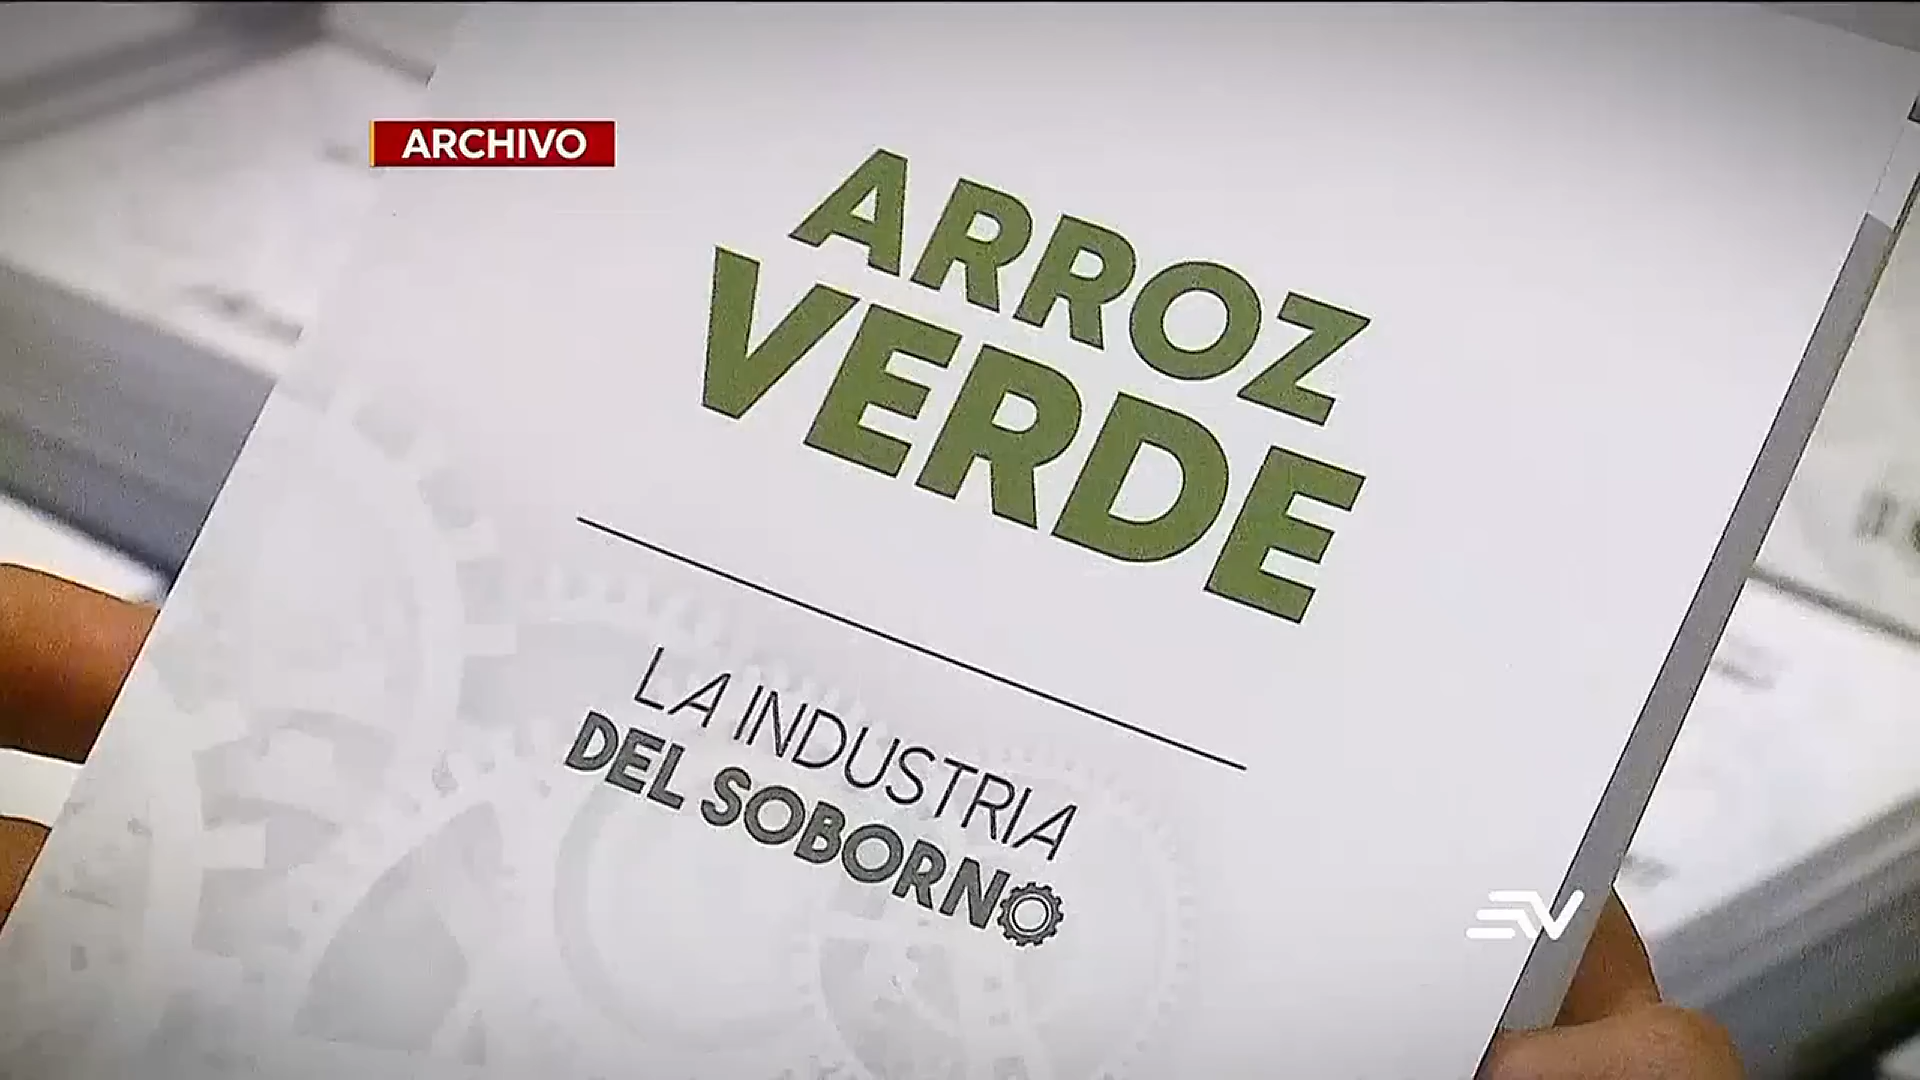 ARCHIVO
ARROZ
VERDE
LA INDUSTRIA
DEL SOBORNO